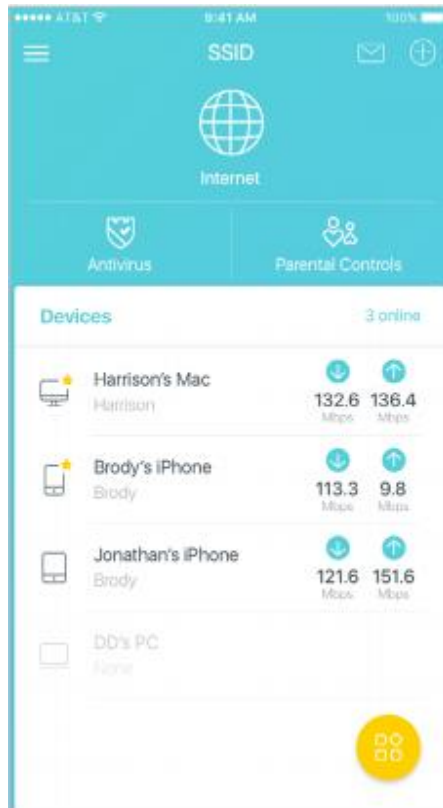 AT&T
9:41 AM
100%
SSID
Internet
Antivirus
Parental Controls
Devices
3 online
Harrison's Mac
Harrison
132.6 136.4
Mbps Mbps
Brody's iPhone
Brody
113.3 9.8
Mbps Mbps
Jonathan's iPhone
Brody
121.6 151.6
Mbps Mbps
DD's PC
None